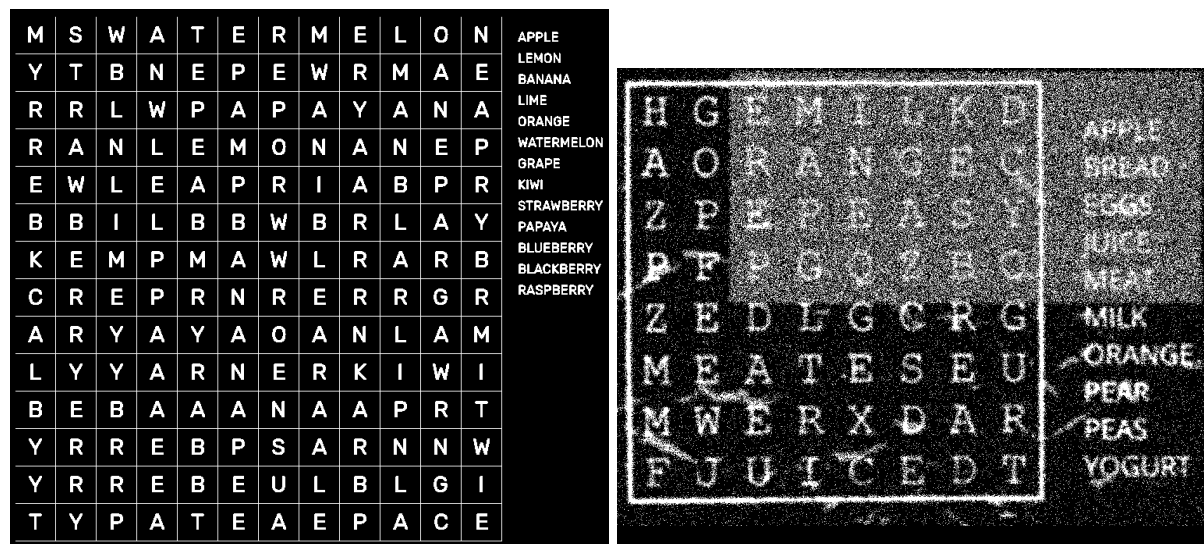 M S W A T E R M E L O N
Y T B N E P E W R M A E
R R L W P A P A Y A N A
R A N L E M O N A N E P
E W L E A P R I A B P R
B B I L B B W B R L A Y
K E M P M A W L R A R B
C R E P R N R E R R G R
A R Y A Y A O A N L A M
L Y Y A R N E R K I W I
B E B A A A N A A P R T
Y R R E B P S A R N N W
Y R R E B E U L B L G I
T Y P A T E A E P A C E
APPLE
LEMON
BANANA
LIME
ORANGE
WATERMELON
GRAPE
KIWI
STRAWBERRY
PAPAYA
BLUEBERRY
BLACKBERRY
RASPBERRY
H G E M I L K D
A O R A N G E C
Z P E P E A S Y
P F P G Q Z B O
Z E D L G C R G
M E A T E S E U
M W E R X D A R
F J U I C E D T
APPLE
BREAD
EGGS
JUICE
MEAT
MILK
ORANGE
PEAR
PEAS
YOGURT